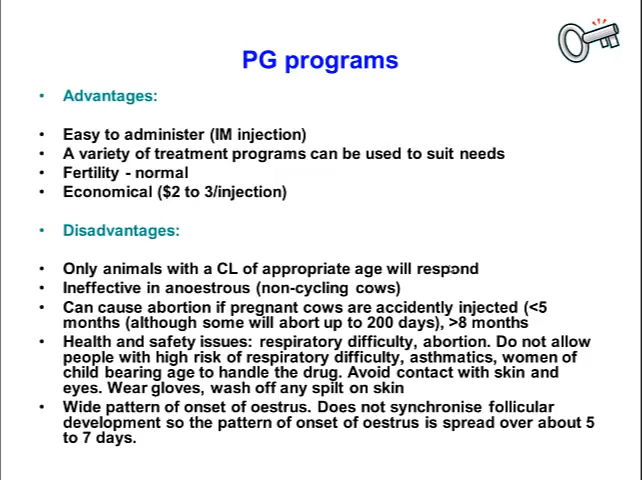 PG programs
• Advantages:
• Easy to administer (IM injection)
• A variety of treatment programs can be used to suit needs
• Fertility - normal
• Economical ($2 to 3/injection)
• Disadvantages:
• Only animals with a CL of appropriate age will respond
• Ineffective in anoestrous (non-cycling cows)
• Can cause abortion if pregnant cows are accidently injected (<5
months (although some will abort up to 200 days), >8 months
• Health and safety issues: respiratory difficulty, abortion. Do not allow
people with high risk of respiratory difficulty, asthmatics, women of
child bearing age to handle the drug. Avoid contact with skin and
eyes. Wear gloves, wash off any spilt on skin
• Wide pattern of onset of oestrus. Does not synchronise follicular
development so the pattern of onset of oestrus is spread over about 5
to 7 days.